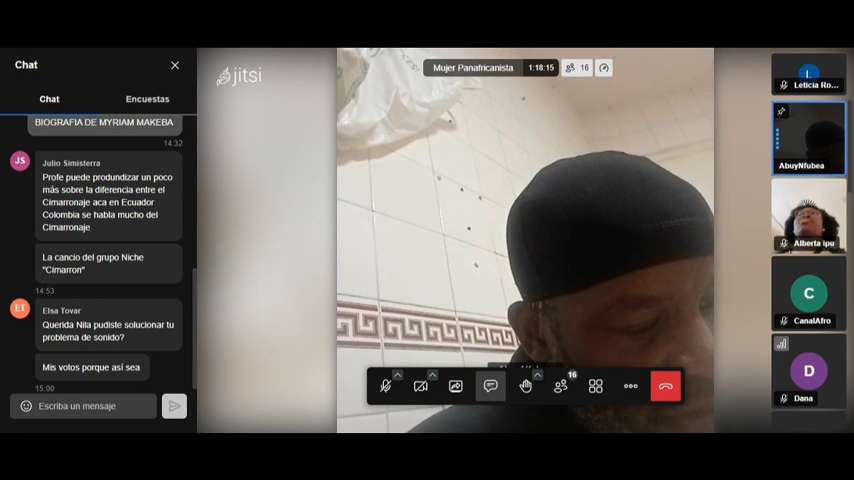 Chat
Chat
Encuestas
BIOGRAFIA DE MYRIAM MAKEBA
14:32
JS
Julio Simisterra
Profe puede produndizar un poco
más sobre la diferencia entre el
Cimarronaje aca en Ecuador
Colombia se habla mucho del
Cimarronaje
La cancio del grupo Niche
"Cimarron"
14:53
ET
Elsa Tovar
Querida Nila pudiste solucionar tu
problema de sonido?
Mis votos porque así sea
15:00
Escriba un mensaje
jitsi
Mujer Panafricanista
1:18:15
16
16
L
Leticia Ro...
AbuyNfubea
Alberta ipu
C
CanalAfro
D
Dana